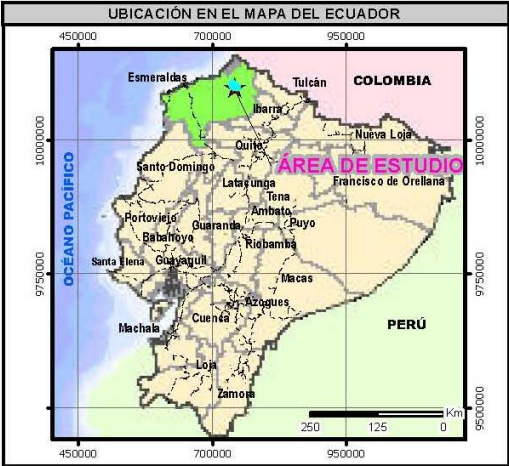 UBICACIÓN EN EL MAPA DEL ECUADOR
450000 700000 950000
Esmeraldas
Tulcán
COLOMBIA
Ibarra
Nueva Loja
10000000
10000000
Quito
Santo Domingo
ÁREA DE ESTUDIO
Francisco de Orellana
Latacunga
OCÉANO PACÍFICO
Tena
Ambato
Portoviejo
Guaranda
Puyo
Babahoyo
Riobamba
Santa Elena
Guayaquil
9750000
9750000
Macas
Azogues
Cuenca
Machala
PERÚ
Loja
Zamora
9500000
Km
250 125 0
450000 700000 950000